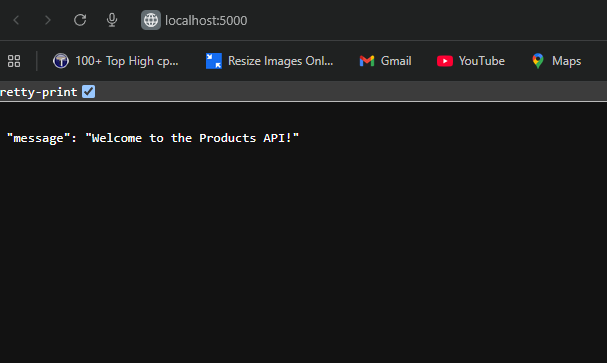 localhost:5000
100+ Top High cp... Resize Images Onl... Gmail YouTube Maps
retty-print
"message": "Welcome to the Products API!"